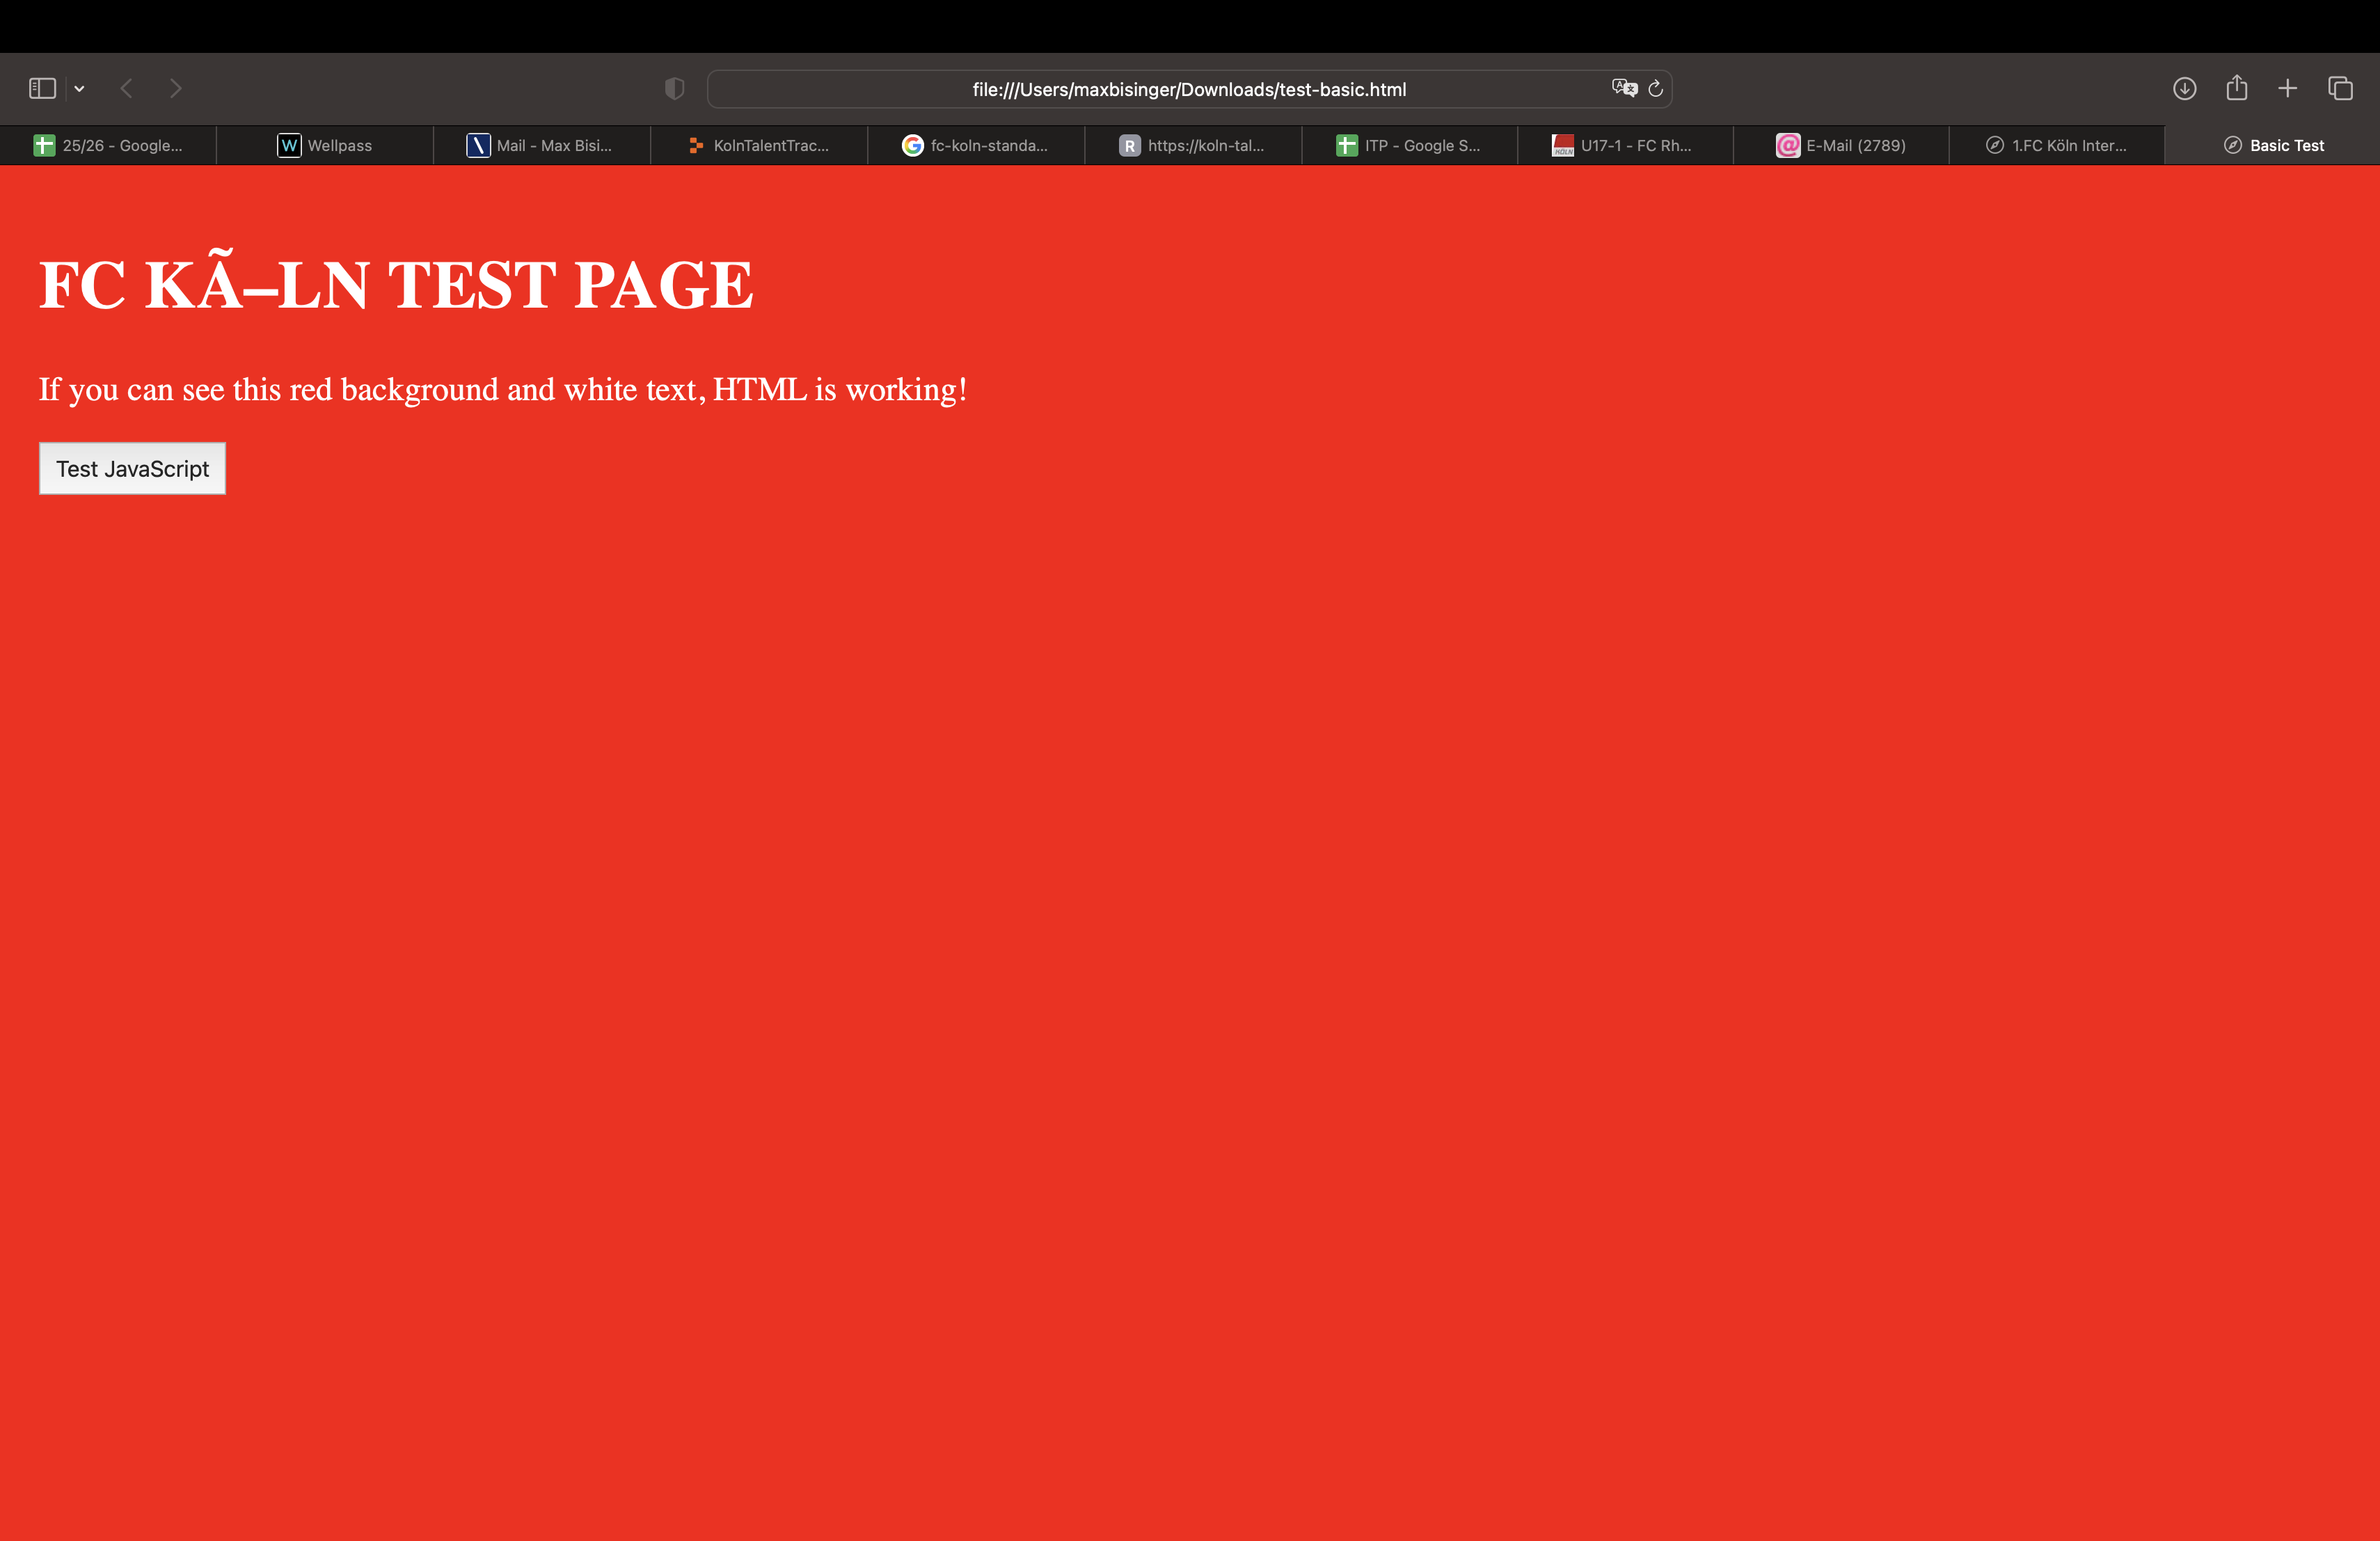 file:///Users/maxbisinger/Downloads/test-basic.html
25/26 - Google...
W Wellpass
Mail - Max Bisi...
KolnTalentTrac...
fc-koln-standa...
R https://koln-tal...
ITP - Google S...
KÖLN U17-1 - FC Rh...
@ E-Mail (2789)
1.FC Köln Inter...
Basic Test
FC KÃ–LN TEST PAGE
If you can see this red background and white text, HTML is working!
Test JavaScript